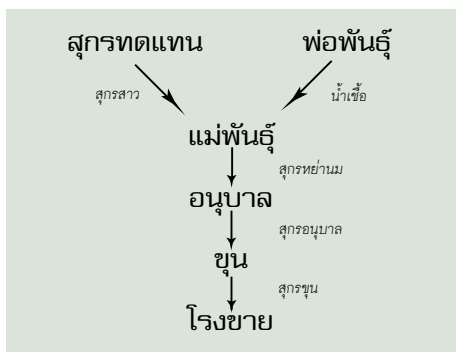 สุกรทดแทน พ่อพันธุ์
สุกรสาว น้ำเชื้อ
แม่พันธุ์
สุกรหย่านม
อนุบาล
สุกรอนุบาล
ขุน
สุกรขุน
โรงขาย